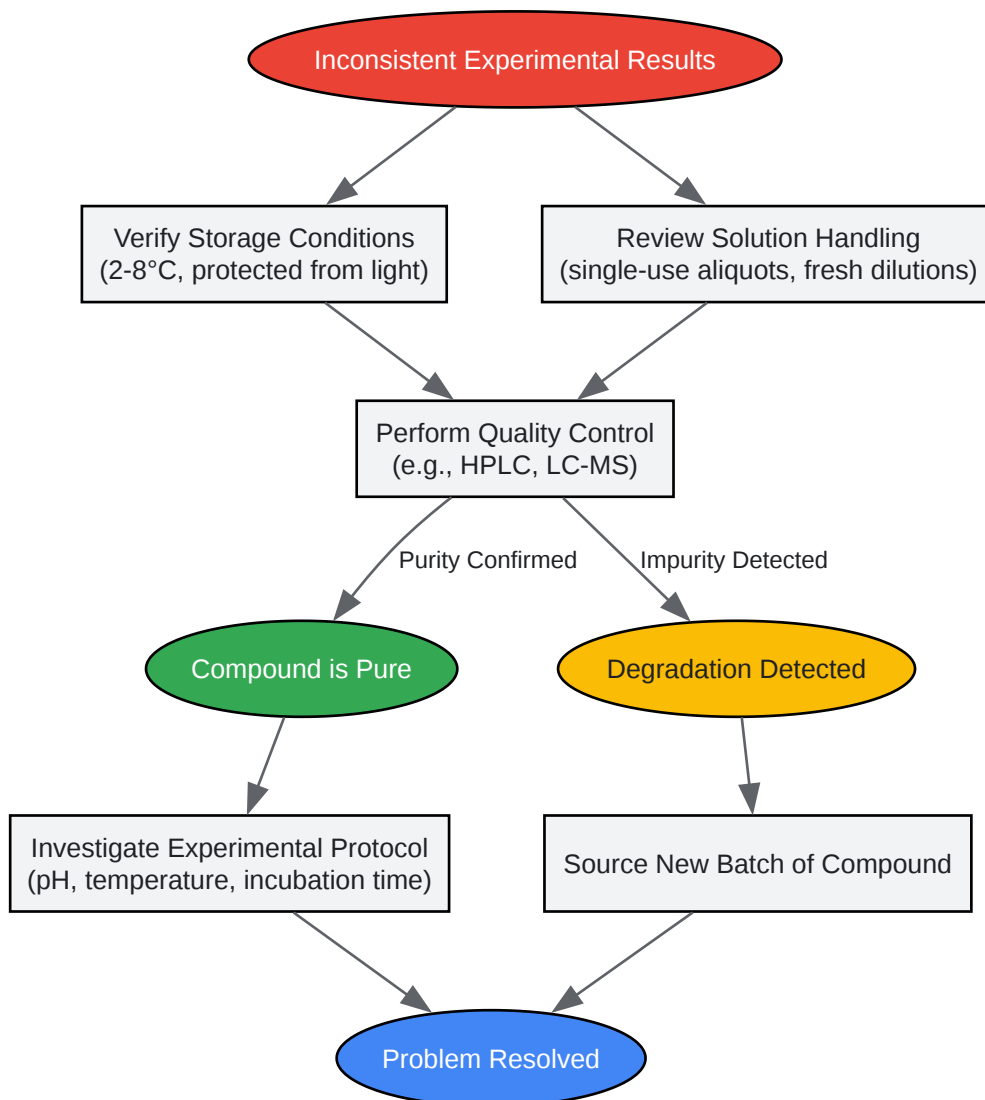 Inconsistent Experimental Results
Verify Storage Conditions
(2-8°C, protected from light)
Review Solution Handling
(single-use aliquots, fresh dilutions)
Perform Quality Control
(e.g., HPLC, LC-MS)
Purity Confirmed
Impurity Detected
Compound is Pure
Degradation Detected
Investigate Experimental Protocol
(pH, temperature, incubation time)
Source New Batch of Compound
Problem Resolved